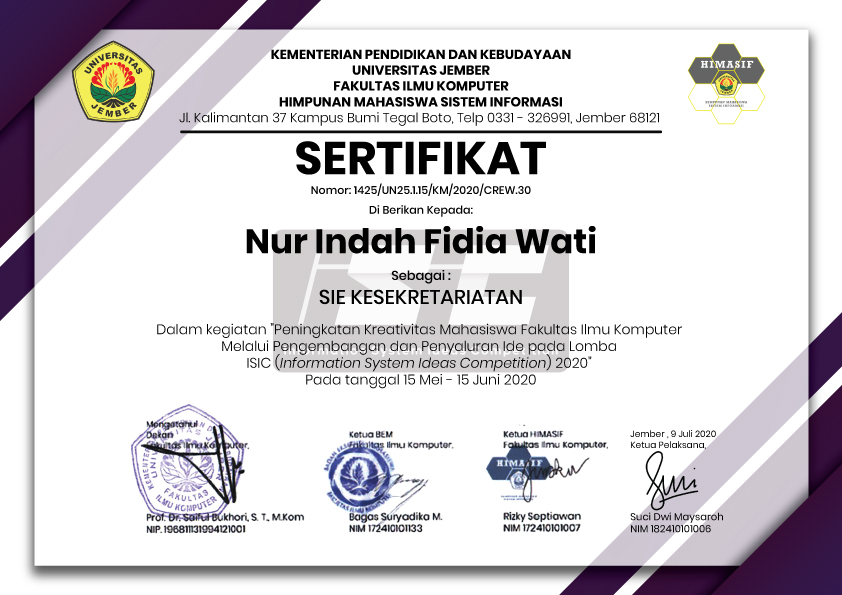 UNIVERSITAS
JEMBER
HIMASIF
KEMENTERIAN PENDIDIKAN DAN KEBUDAYAAN
UNIVERSITAS JEMBER
FAKULTAS ILMU KOMPUTER
HIMPUNAN MAHASISWA SISTEM INFORMASI
Jl. Kalimantan 37 Kampus Bumi Tegal Boto, Telp 0331 - 326991, Jember 68121
SERTIFIKAT
Nomor: 1425/UN25.1.15/KM/2020/CREW.30
Di Berikan Kepada:
Nur Indah Fidia Wati
Sebagai :
SIE KESEKRETARIATAN
Dalam kegiatan "Peningkatan Kreativitas Mahasiswa Fakultas Ilmu Komputer
Melalui Pengembangan dan Penyaluran Ide pada Lomba
ISIC (Information System Ideas Competition) 2020"
Pada tanggal 15 Mei - 15 Juni 2020
Mengetahui
Dekan
Fakultas Ilmu Komputer,
FAKULTAS
ILMU KOMPUTER
Prof. Dr. Saiful Bukhori, S. T., M.Kom
NIP. 196811131994121001
Ketua BEM
Fakultas Ilmu Komputer,
Bagas Suryadika M.
NIM 172410101133
Ketua HIMASIF
Fakultas Ilmu Komputer,
HIMASIF
Rizky Septiawan
NIM 172410101007
Jember , 9 Juli 2020
Ketua Pelaksana,
Suci Dwi Maysaroh
NIM 182410101006